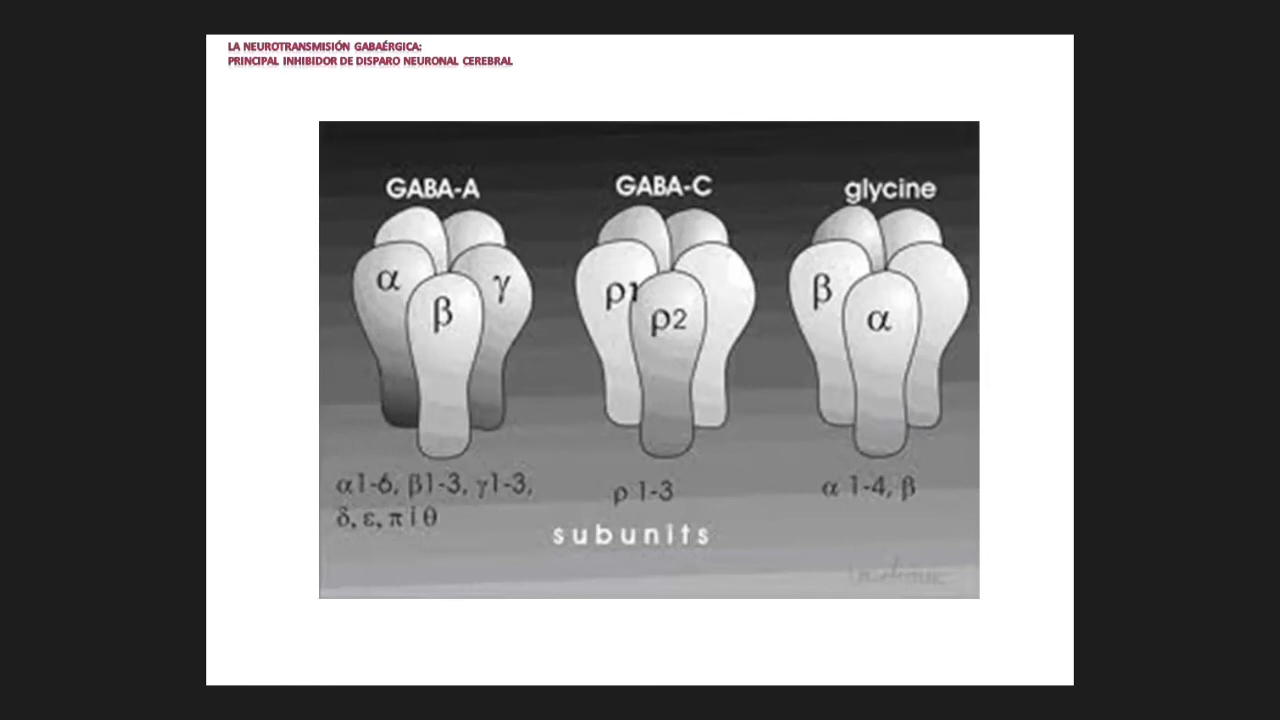 LA NEUROTRANSMISIÓN GABAÉRGICA:
PRINCIPAL INHIBIDOR DE DISPARO NEURONAL CEREBRAL
GABA-A
GABA-C
glycine
α
β
γ
ρ1
ρ2
β
α
α1-6, β1-3, γ1-3,
δ, ε, π i θ
ρ 1-3
α 1-4, β
subunits